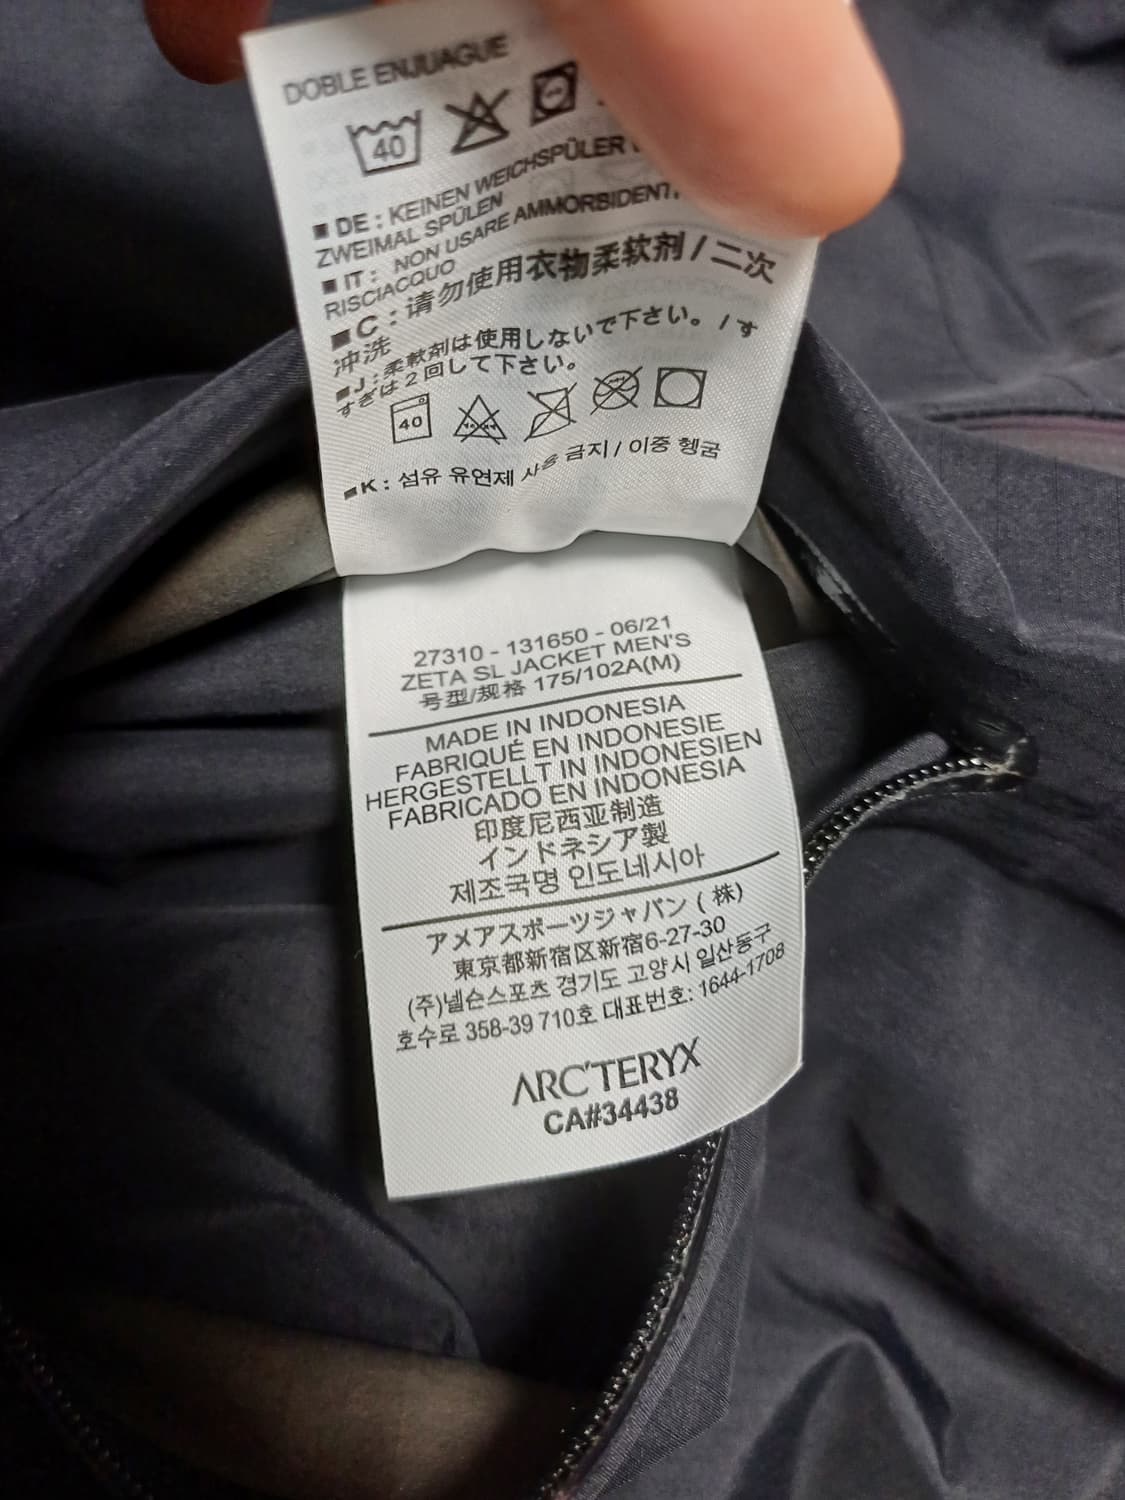 DOBLE ENJUAGUE
40
■ DE : KEINEN WEICHSPÜLER
ZWEIMAL SPÜLEN
■ IT : NON USARE AMMORBIDENT
RISCIACQUO
■ C : 请勿使用衣物柔软剂 / 二次
冲洗
■ J : 柔軟剤は使用しないで下さい。 / す
すぎは2回して下さい。
40
■ K : 섬유 유연제 사용 금지 / 이중 헹굼
27310 - 131650 - 06/21
ZETA SL JACKET MEN'S
号型/规格 175/102A(M)
MADE IN INDONESIA
FABRIQUÉ EN INDONESIE
HERGESTELLT IN INDONESIEN
FABRICADO EN INDONESIA
印度尼西亚制造
インドネシア製
제조국명 인도네시아
アメアスポーツジャパン ( 株)
東京都新宿区新宿6-27-30
(주)넬슨스포츠 경기도 고양시 일산동구
호수로 358-39 710호 대표번호: 1644-1708
ARC'TERYX
CA#34438